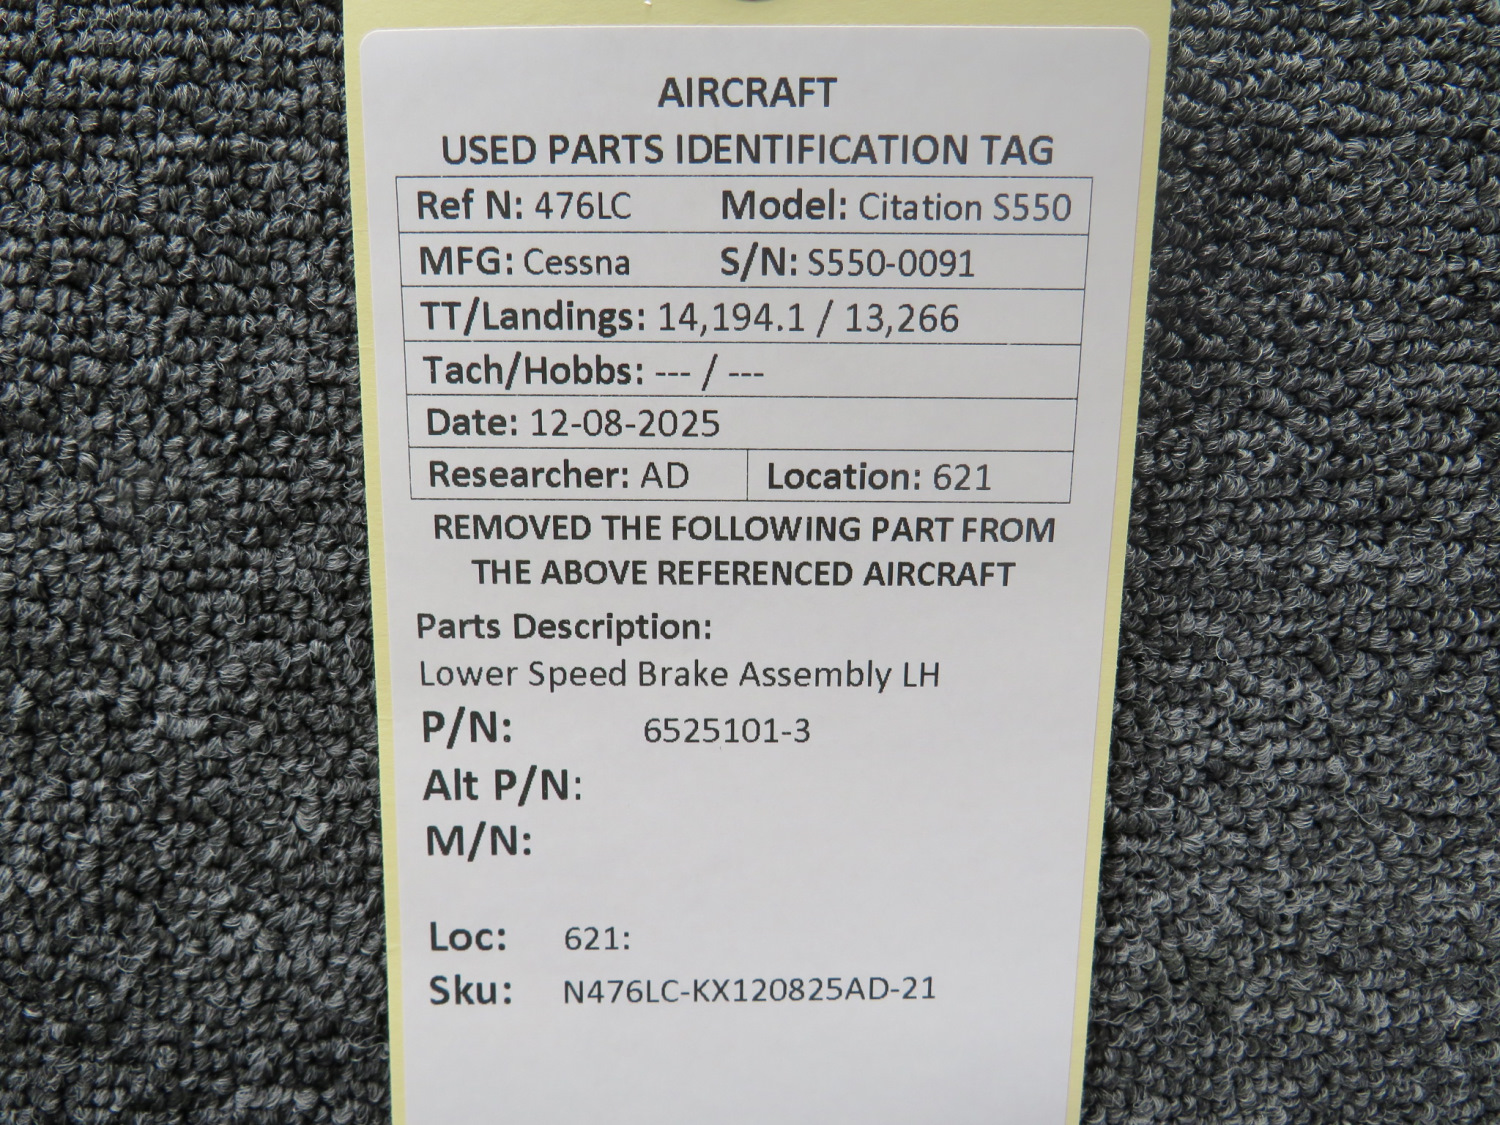 AIRCRAFT
USED PARTS IDENTIFICATION TAG
Ref N: 476LC Model: Citation S550
MFG: Cessna S/N: S550-0091
TT/Landings: 14,194.1 / 13,266
Tach/Hobbs: --- / ---
Date: 12-08-2025
Researcher: AD Location: 621
REMOVED THE FOLLOWING PART FROM
THE ABOVE REFERENCED AIRCRAFT
Parts Description:
Lower Speed Brake Assembly LH
P/N: 6525101-3
Alt P/N:
M/N:
Loc: 621:
Sku: N476LC-KX120825AD-21